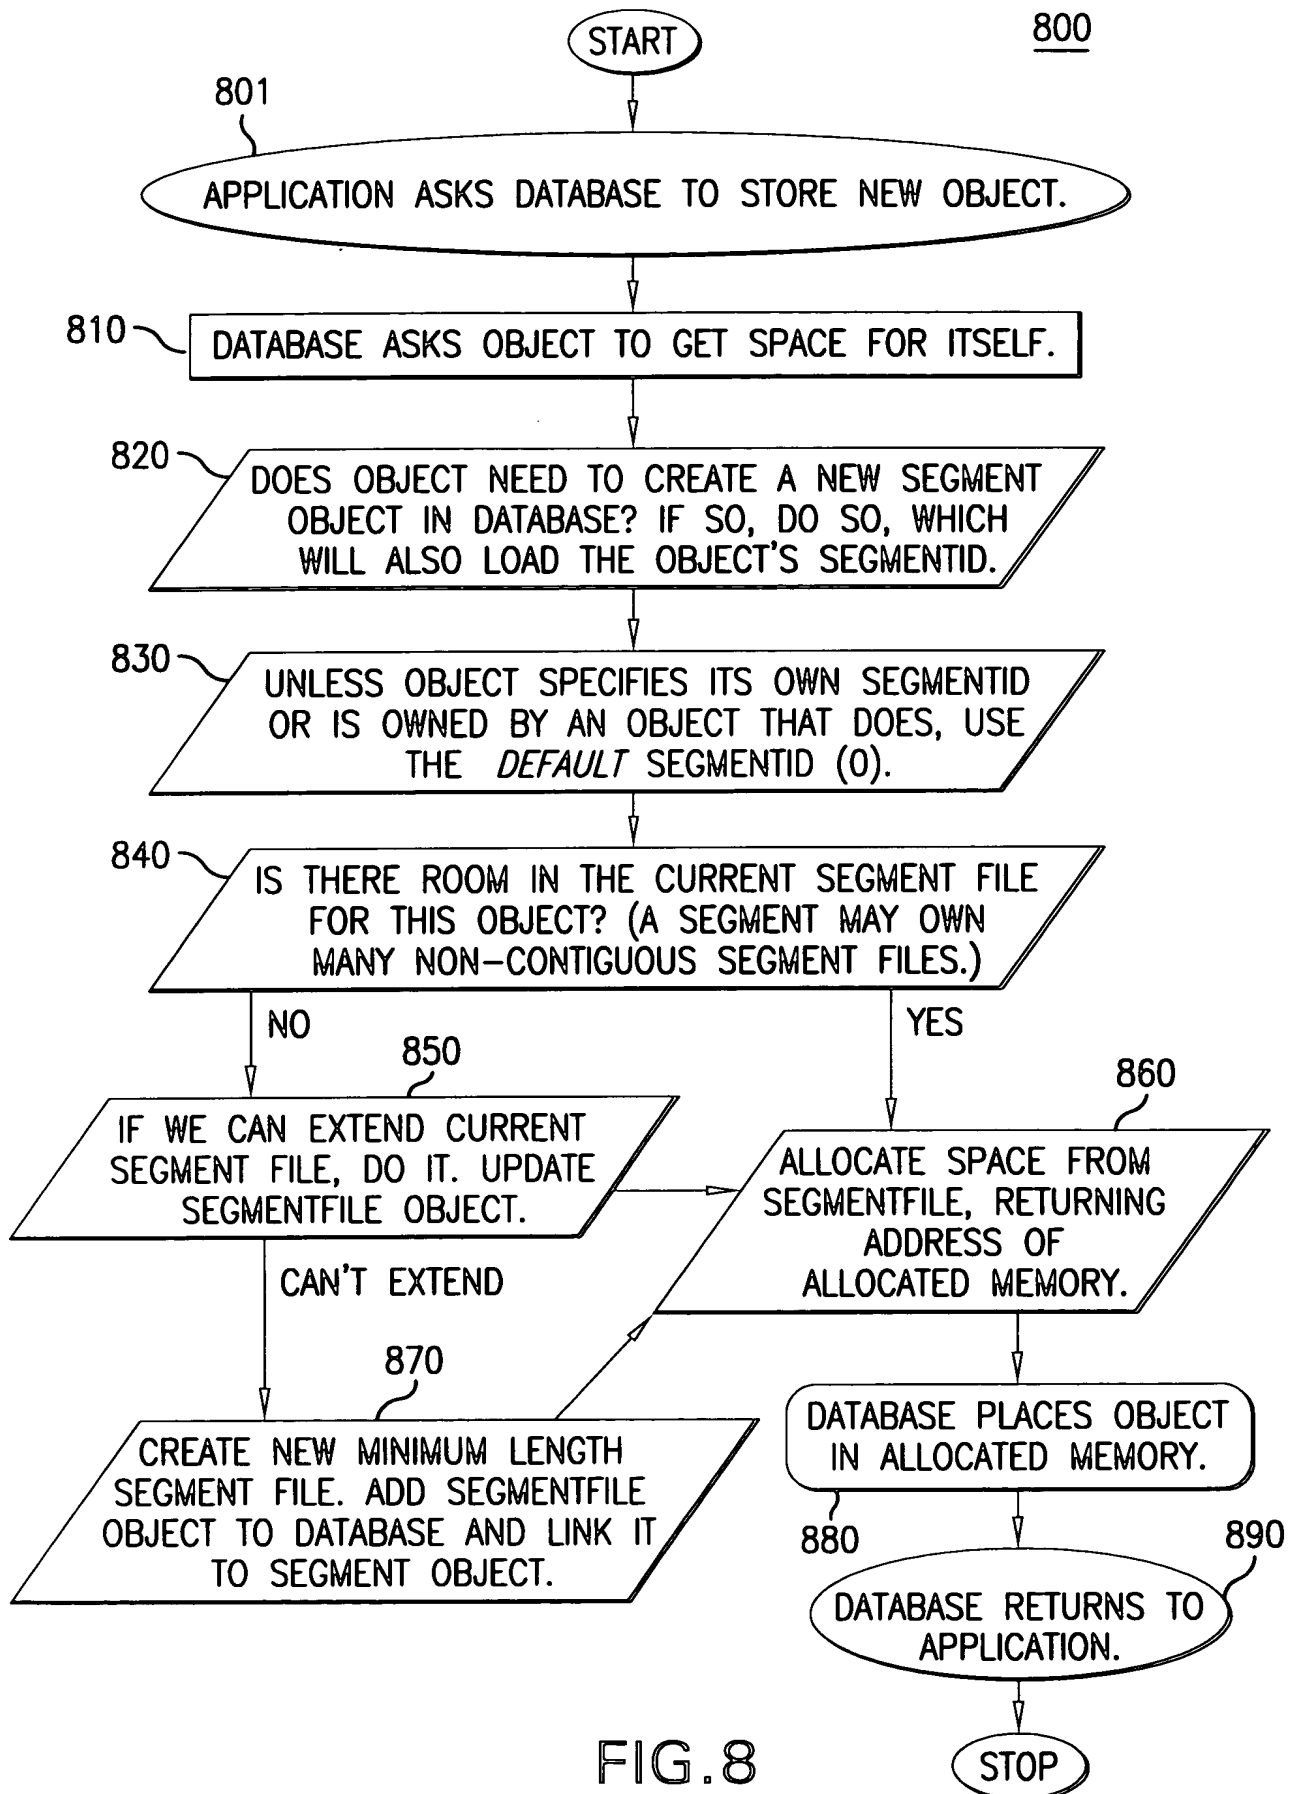 START
800
801
APPLICATION ASKS DATABASE TO STORE NEW OBJECT.
810
DATABASE ASKS OBJECT TO GET SPACE FOR ITSELF.
820
DOES OBJECT NEED TO CREATE A NEW SEGMENT
OBJECT IN DATABASE? IF SO, DO SO, WHICH
WILL ALSO LOAD THE OBJECT'S SEGMENTID.
830
UNLESS OBJECT SPECIFIES ITS OWN SEGMENTID
OR IS OWNED BY AN OBJECT THAT DOES, USE
THE DEFAULT SEGMENTID (0).
840
IS THERE ROOM IN THE CURRENT SEGMENT FILE
FOR THIS OBJECT? (A SEGMENT MAY OWN
MANY NON-CONTIGUOUS SEGMENT FILES.)
NO
YES
850
IF WE CAN EXTEND CURRENT
SEGMENT FILE, DO IT. UPDATE
SEGMENTFILE OBJECT.
860
ALLOCATE SPACE FROM
SEGMENTFILE, RETURNING
ADDRESS OF
ALLOCATED MEMORY.
CAN'T EXTEND
870
CREATE NEW MINIMUM LENGTH
SEGMENT FILE. ADD SEGMENTFILE
OBJECT TO DATABASE AND LINK IT
TO SEGMENT OBJECT.
DATABASE PLACES OBJECT
IN ALLOCATED MEMORY.
880
890
DATABASE RETURNS TO
APPLICATION.
STOP
FIG.8